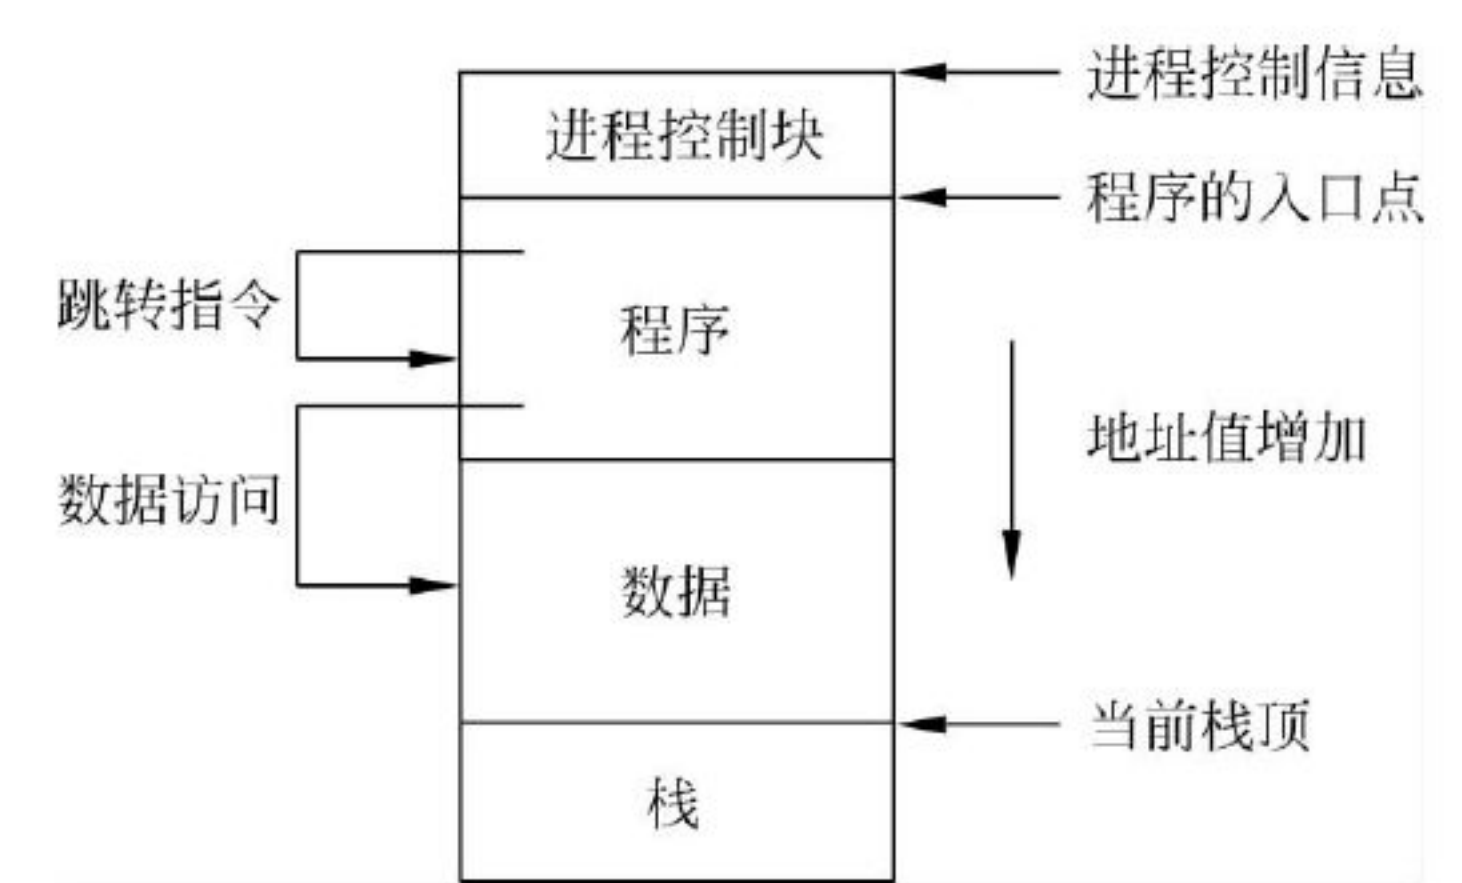 进程控制信息
进程控制块
程序的入口点
跳转指令
程序
地址值增加
数据访问
数据
当前栈顶
栈